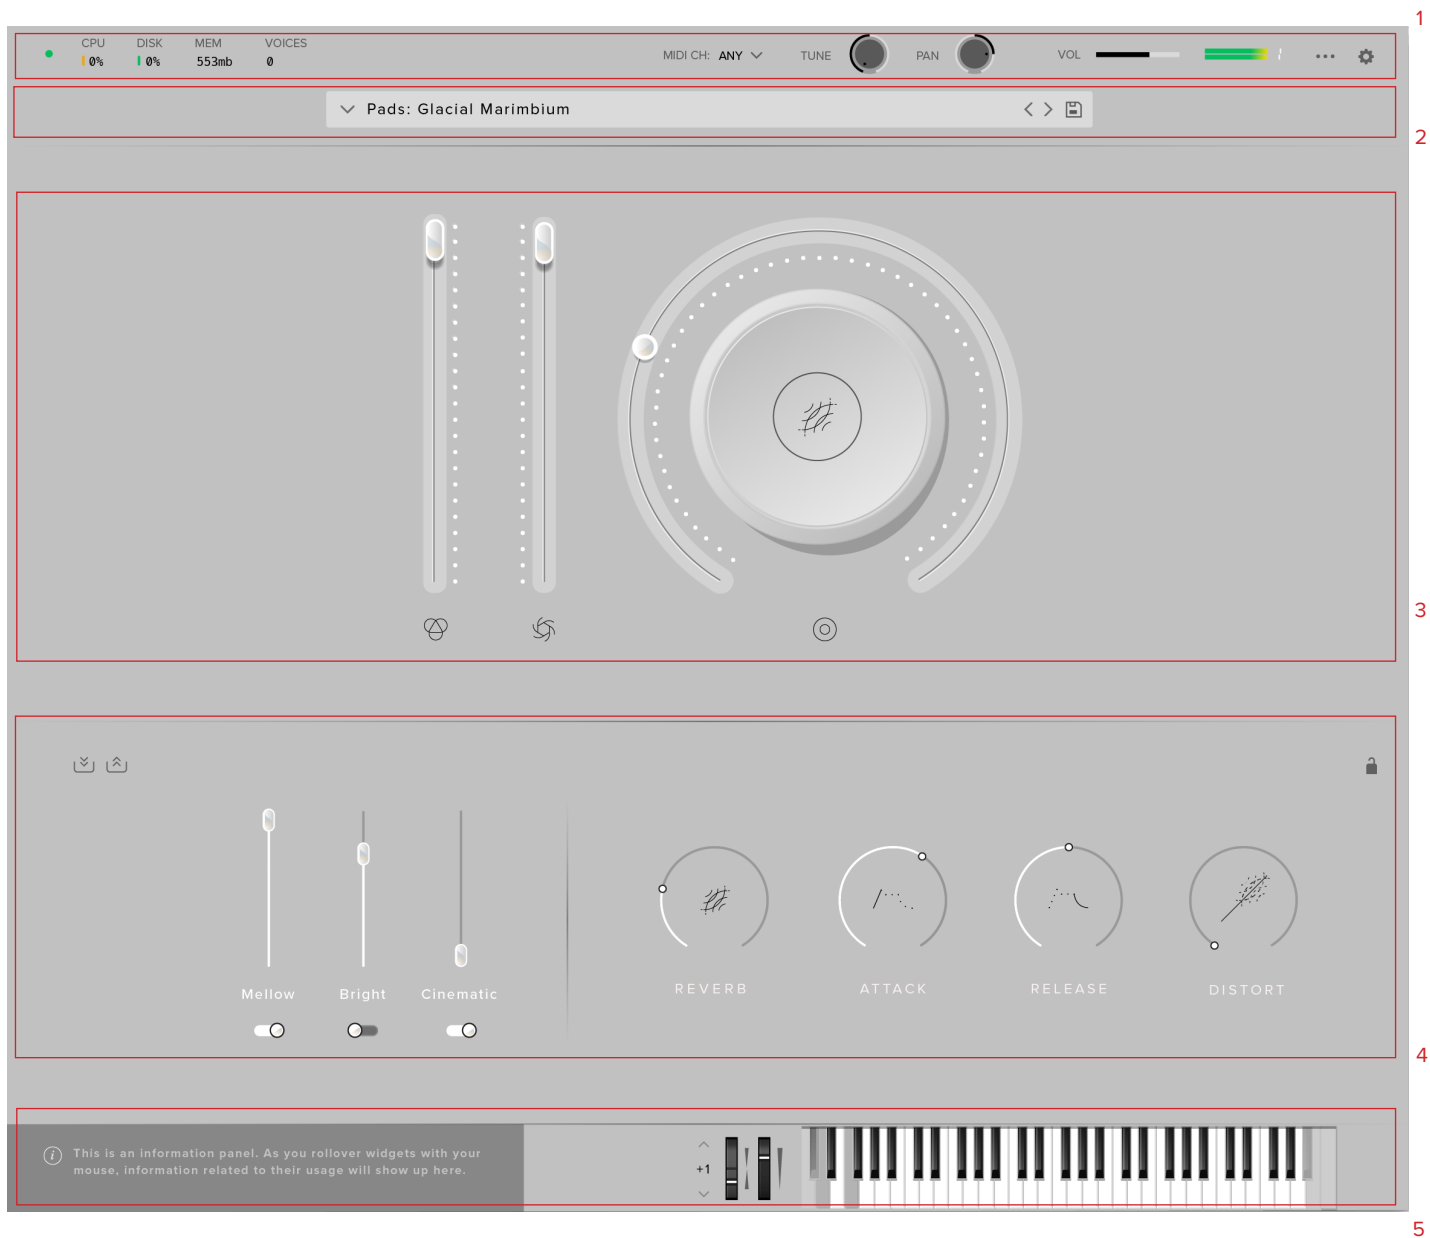 1
CPU DISK MEM VOICES
0% 0% 553mb 0
MIDI CH: ANY TUNE PAN VOL
Pads: Glacial Marimbium
2
3
Mellow Bright Cinematic
REVERB ATTACK RELEASE DISTORT
4
i This is an information panel. As you rollover widgets with your
mouse, information related to their usage will show up here.
+1
5